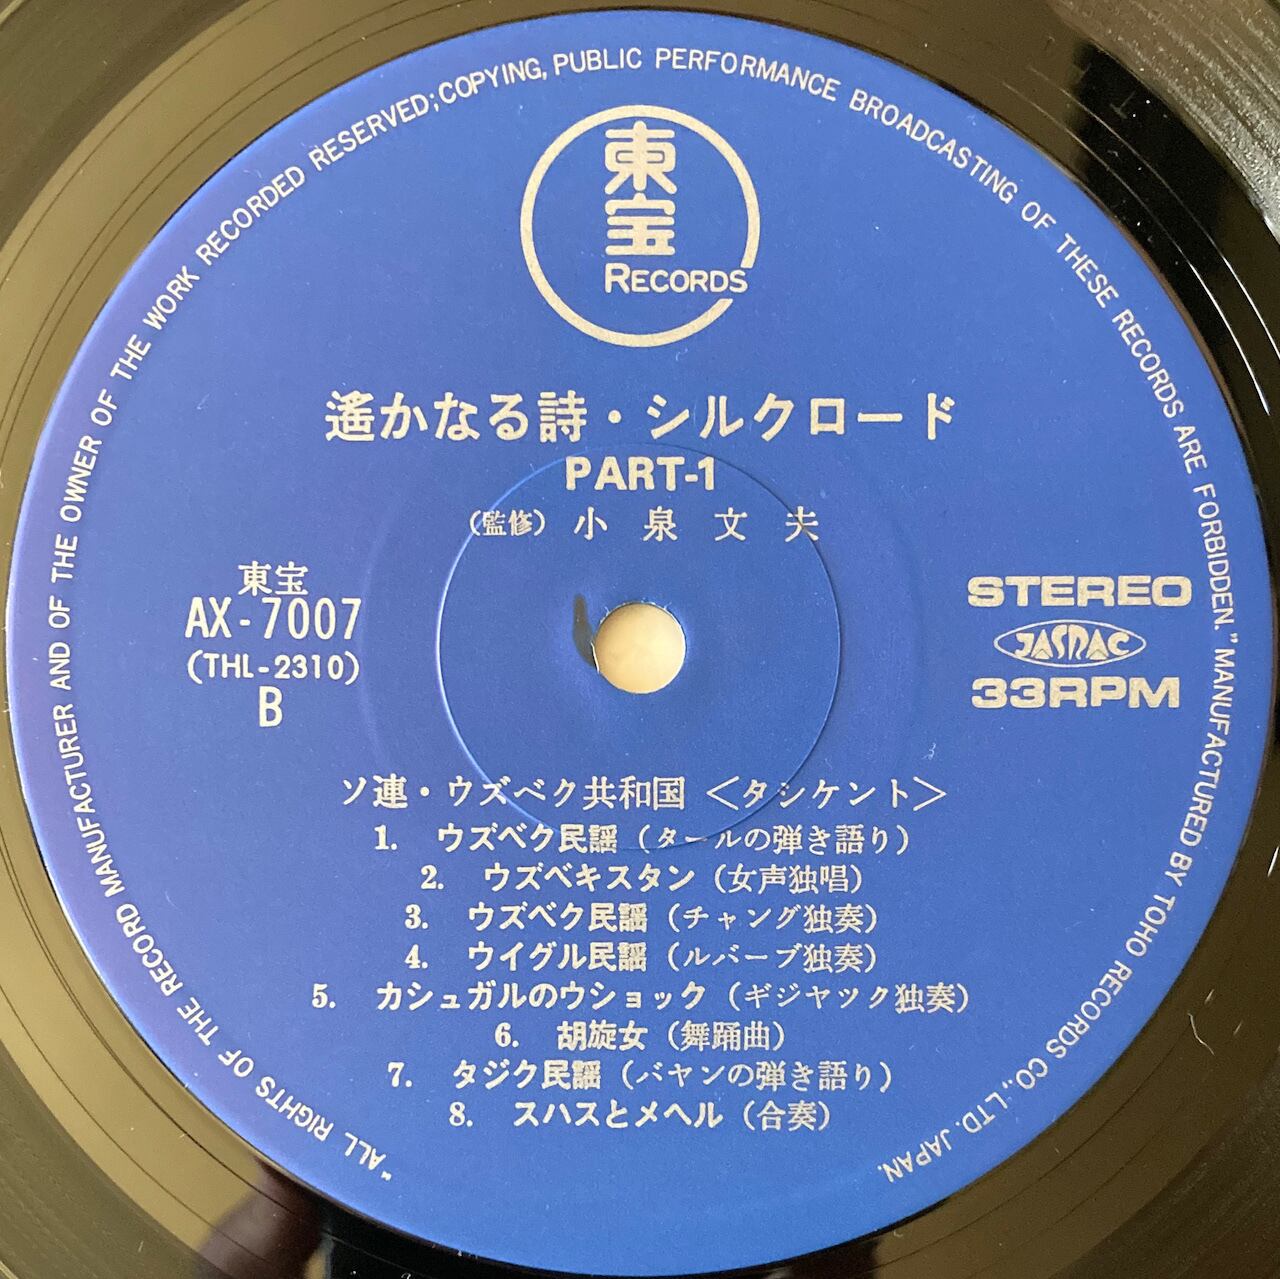 "ALL RIGHTS OF THE RECORD MANUFACTURER AND OF THE OWNER OF THE WORK RECORDED RESERVED; COPYING, PUBLIC PERFORMANCE BROADCASTING OF THESE RECORDS ARE FORBIDDEN." MANUFACTURED BY TOHO RECORDS CO., LTD. JAPAN.
東宝
RECORDS
遙かなる詩・シルクロード
PART-1
(監修) 小泉文夫
東宝
AX-7007
(THL-2310)
B
STEREO
JASRAC
33RPM
ソ連・ウズベク共和国 <タシケント>
1. ウズベク民謡 (タールの弾き語り)
2. ウズベキスタン (女声独唱)
3. ウズベク民謡 (チャング独奏)
4. ウイグル民謡 (ルバーブ独奏)
5. カシュガルのウショック (ギジヤック独奏)
6. 胡旋女 (舞踊曲)
7. タジク民謡 (バヤンの弾き語り)
8. スハスとメヘル (合奏)